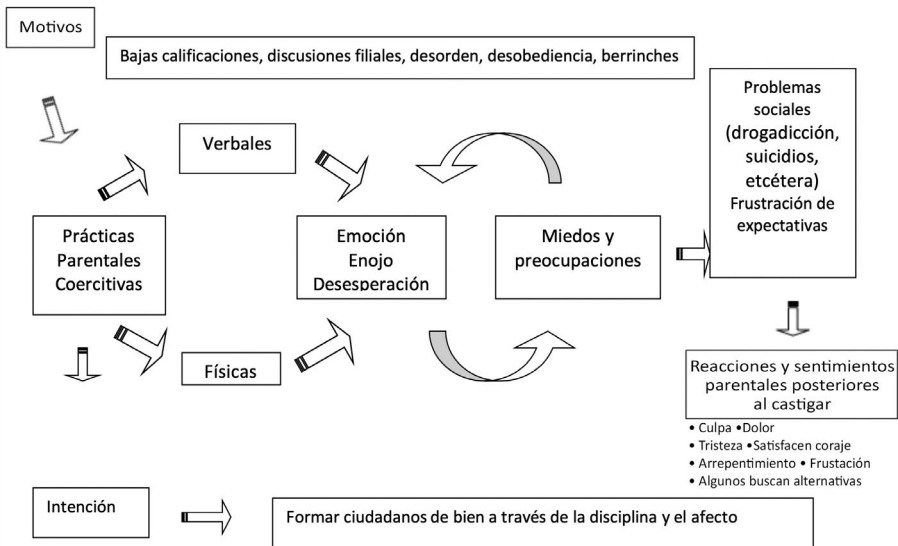 Motivos
Bajas calificaciones, discusiones filiales, desorden, desobediencia, berrinches
Problemas
sociales
(drogadicción,
suicidios,
etcétera)
Frustración de
expectativas
Verbales
Prácticas
Parentales
Coercitivas
Emoción
Enojo
Desesperación
Miedos y
preocupaciones
Físicas
Reacciones y sentimientos
parentales posteriores
al castigar
• Culpa •Dolor
• Tristeza •Satisfacen coraje
• Arrepentimiento • Frustación
• Algunos buscan alternativas
Intención
Formar ciudadanos de bien a través de la disciplina y el afecto